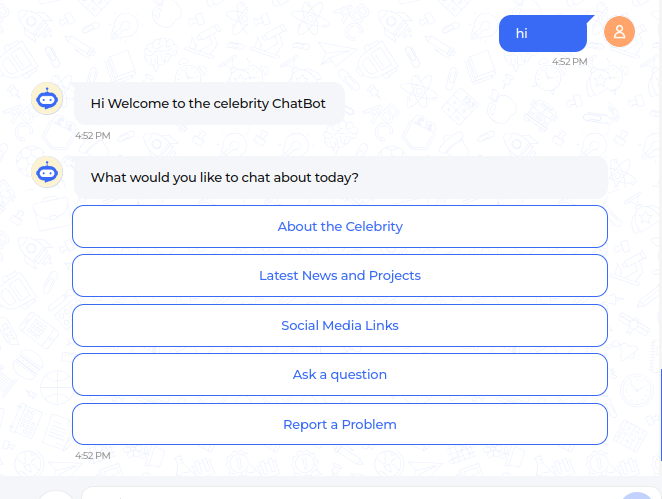 hi
4:52 PM
Hi Welcome to the celebrity ChatBot
4:52 PM
What would you like to chat about today?
About the Celebrity
Latest News and Projects
Social Media Links
Ask a question
Report a Problem
4:52 PM